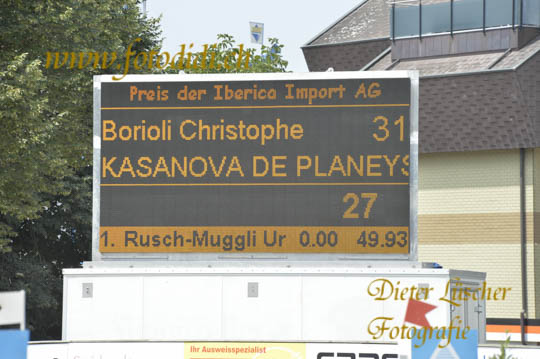 www.fotodidi.ch
Preis der Iberica Import AG
Borioli Christophe 31
KASANOVA DE PLANEYS
27
1. Rusch-Muggli Ur 0.00 49.93
Dieter Lüscher
Fotografie
Ihr Ausweisspezialist